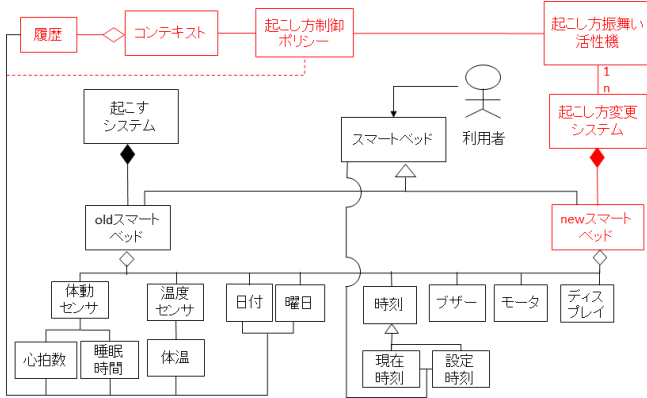 履歴
コンテキスト
起こし方制御
ポリシー
起こし方振舞い
活性機
1
n
起こす
システム
スマートベッド
利用者
起こし方変更
システム
oldスマート
ベッド
newスマート
ベッド
体動
センサ
温度
センサ
日付
曜日
時刻
ブザー
モータ
ディス
プレイ
心拍数
睡眠
時間
体温
現在
時刻
設定
時刻